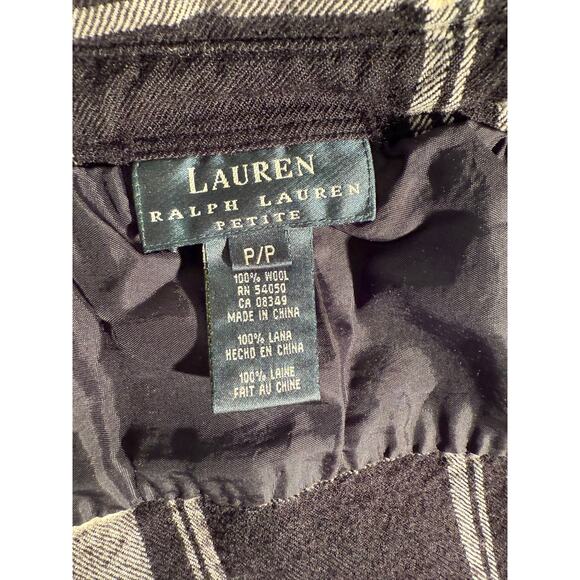 LAUREN
RALPH LAUREN
PETITE
P/P
100% WOOL
RN 54050
CA 08349
MADE IN CHINA
100% LANA
HECHO EN CHINA
100% LAINE
FAIT AU CHINE